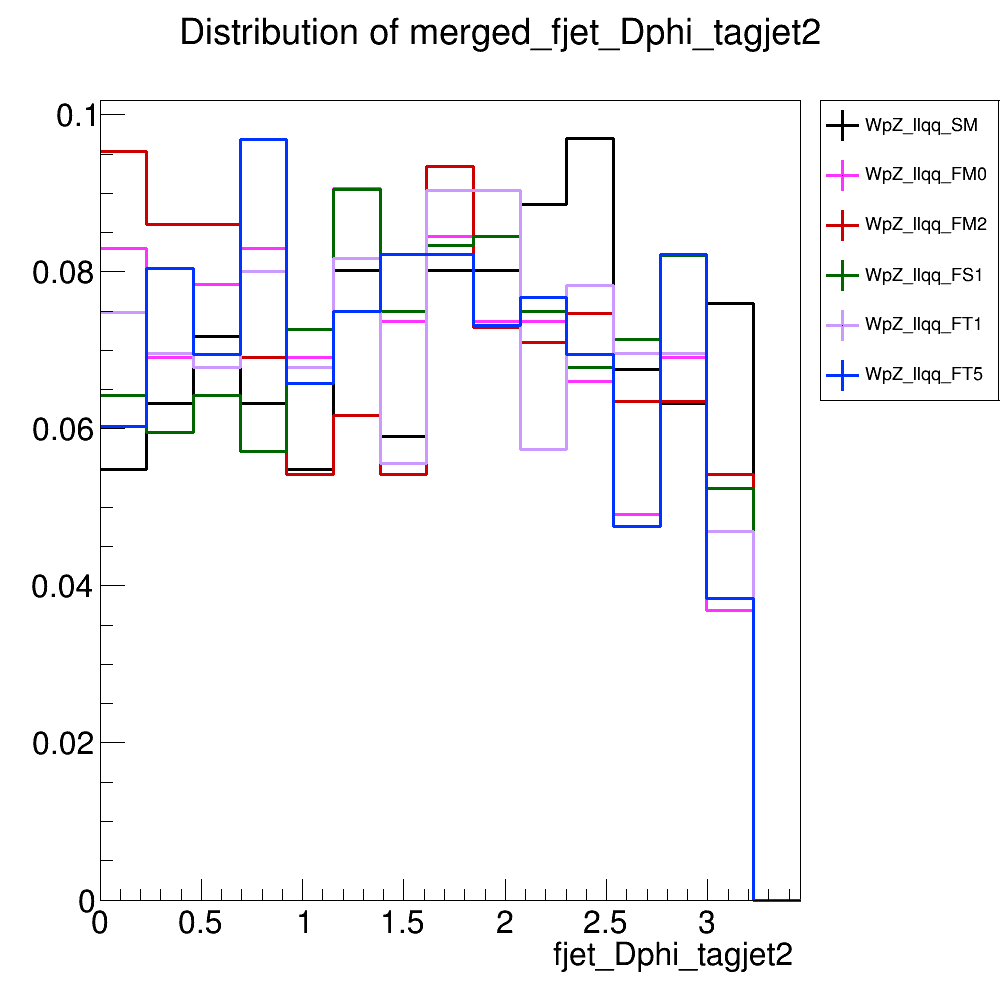 Distribution of merged_fjet_Dphi_tagjet2
0.1
0.08
0.06
0.04
0.02
0
0 0.5 1 1.5 2 2.5 3
fjet_Dphi_tagjet2
WpZ_llqq_SM
WpZ_llqq_FM0
WpZ_llqq_FM2
WpZ_llqq_FS1
WpZ_llqq_FT1
WpZ_llqq_FT5